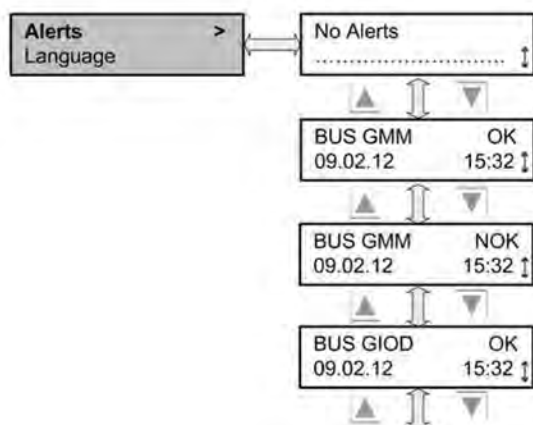 Alerts >
Language
No Alerts
............................
BUS GMM OK
09.02.12 15:32
BUS GMM NOK
09.02.12 15:32
BUS GIOD OK
09.02.12 15:32